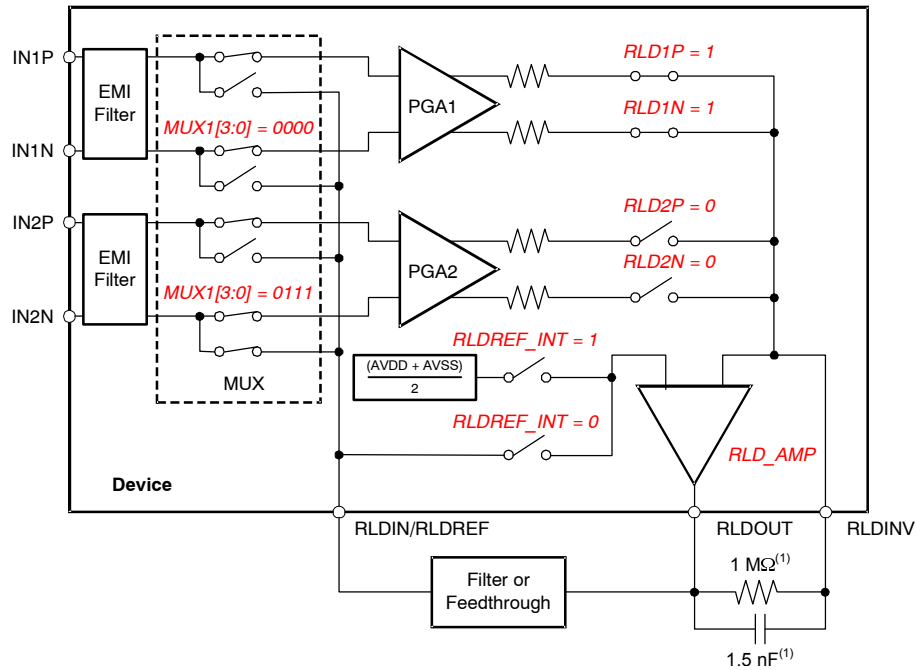 IN1P
EMI
Filter
IN1N
MUX1[3:0] = 0000
PGA1
RLD1P = 1
RLD1N = 1
IN2P
EMI
Filter
IN2N
MUX1[3:0] = 0111
MUX
PGA2
RLD2P = 0
RLD2N = 0
RLDREF_INT = 1
(AVDD + AVSS)
2
RLDREF_INT = 0
RLD_AMP
Device
RLDIN/RLDREF
RLDOUT
RLDINV
Filter or
Feedthrough
1 MΩ(1)
1.5 nF(1)